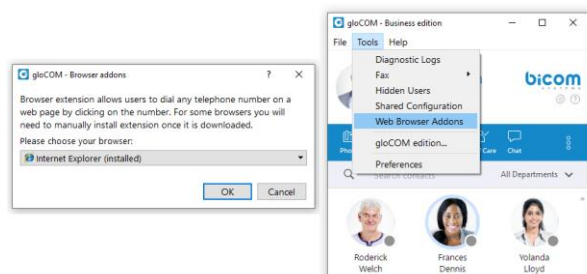 gloCOM - Browser addons
Browser extension allows users to dial any telephone number on a
web page by clicking on the number. For some browsers you will
need to manually install extension once it is downloaded.
Please choose your browser:
Internet Explorer (installed)
OK Cancel
gloCOM - Business edition
File Tools Help
Diagnostic Logs
Fax
Hidden Users
Shared Configuration
Web Browser Addons
gloCOM edition...
Preferences
bicom
SYSTEMS
Care Chat
Search contacts All Departments
Roderick
Welch
Frances
Dennis
Yolanda
Lloyd